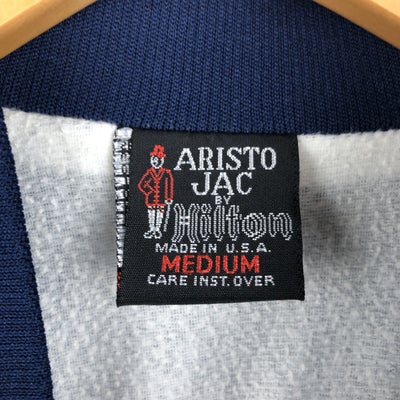 ARISTO
JAC
BY
Hilton
MADE IN U.S.A.
MEDIUM
CARE INST. OVER